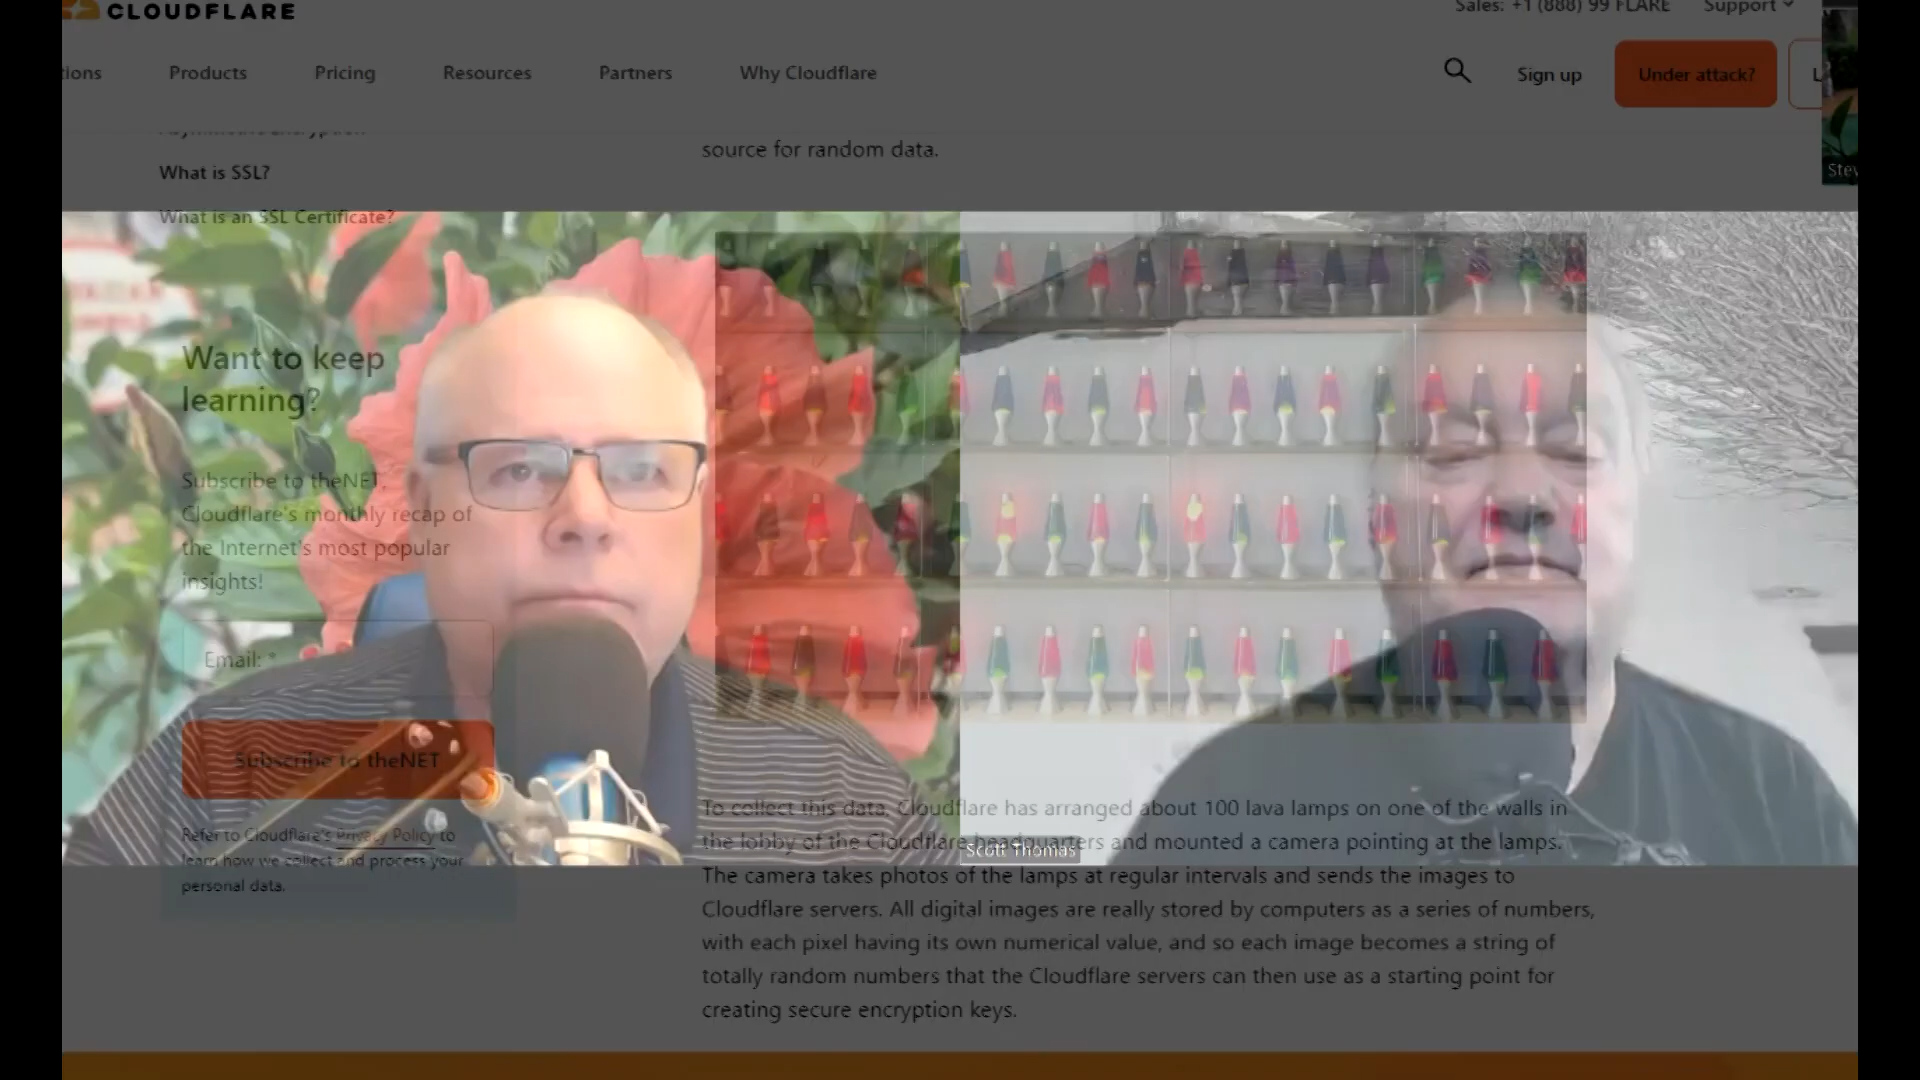 CLOUDFLARE
Sales: +1 (888) 99 FLARE
Support
tions
Products
Pricing
Resources
Partners
Why Cloudflare
Sign up
Under attack?
L
Stev
Asymmetric Encryption
What is SSL?
What is an SSL Certificate?
source for random data.
Want to keep
learning?
Subscribe to theNET,
Cloudflare's monthly recap of
the Internet's most popular
insights!
Email: *
Subscribe to theNET
Refer to Cloudflare's Privacy Policy to
learn how we collect and process your
personal data.
To collect this data, Cloudflare has arranged about 100 lava lamps on one of the walls in
the lobby of the Cloudflare headquarters and mounted a camera pointing at the lamps.
The camera takes photos of the lamps at regular intervals and sends the images to
Cloudflare servers. All digital images are really stored by computers as a series of numbers,
with each pixel having its own numerical value, and so each image becomes a string of
totally random numbers that the Cloudflare servers can then use as a starting point for
creating secure encryption keys.
Scott Thomas